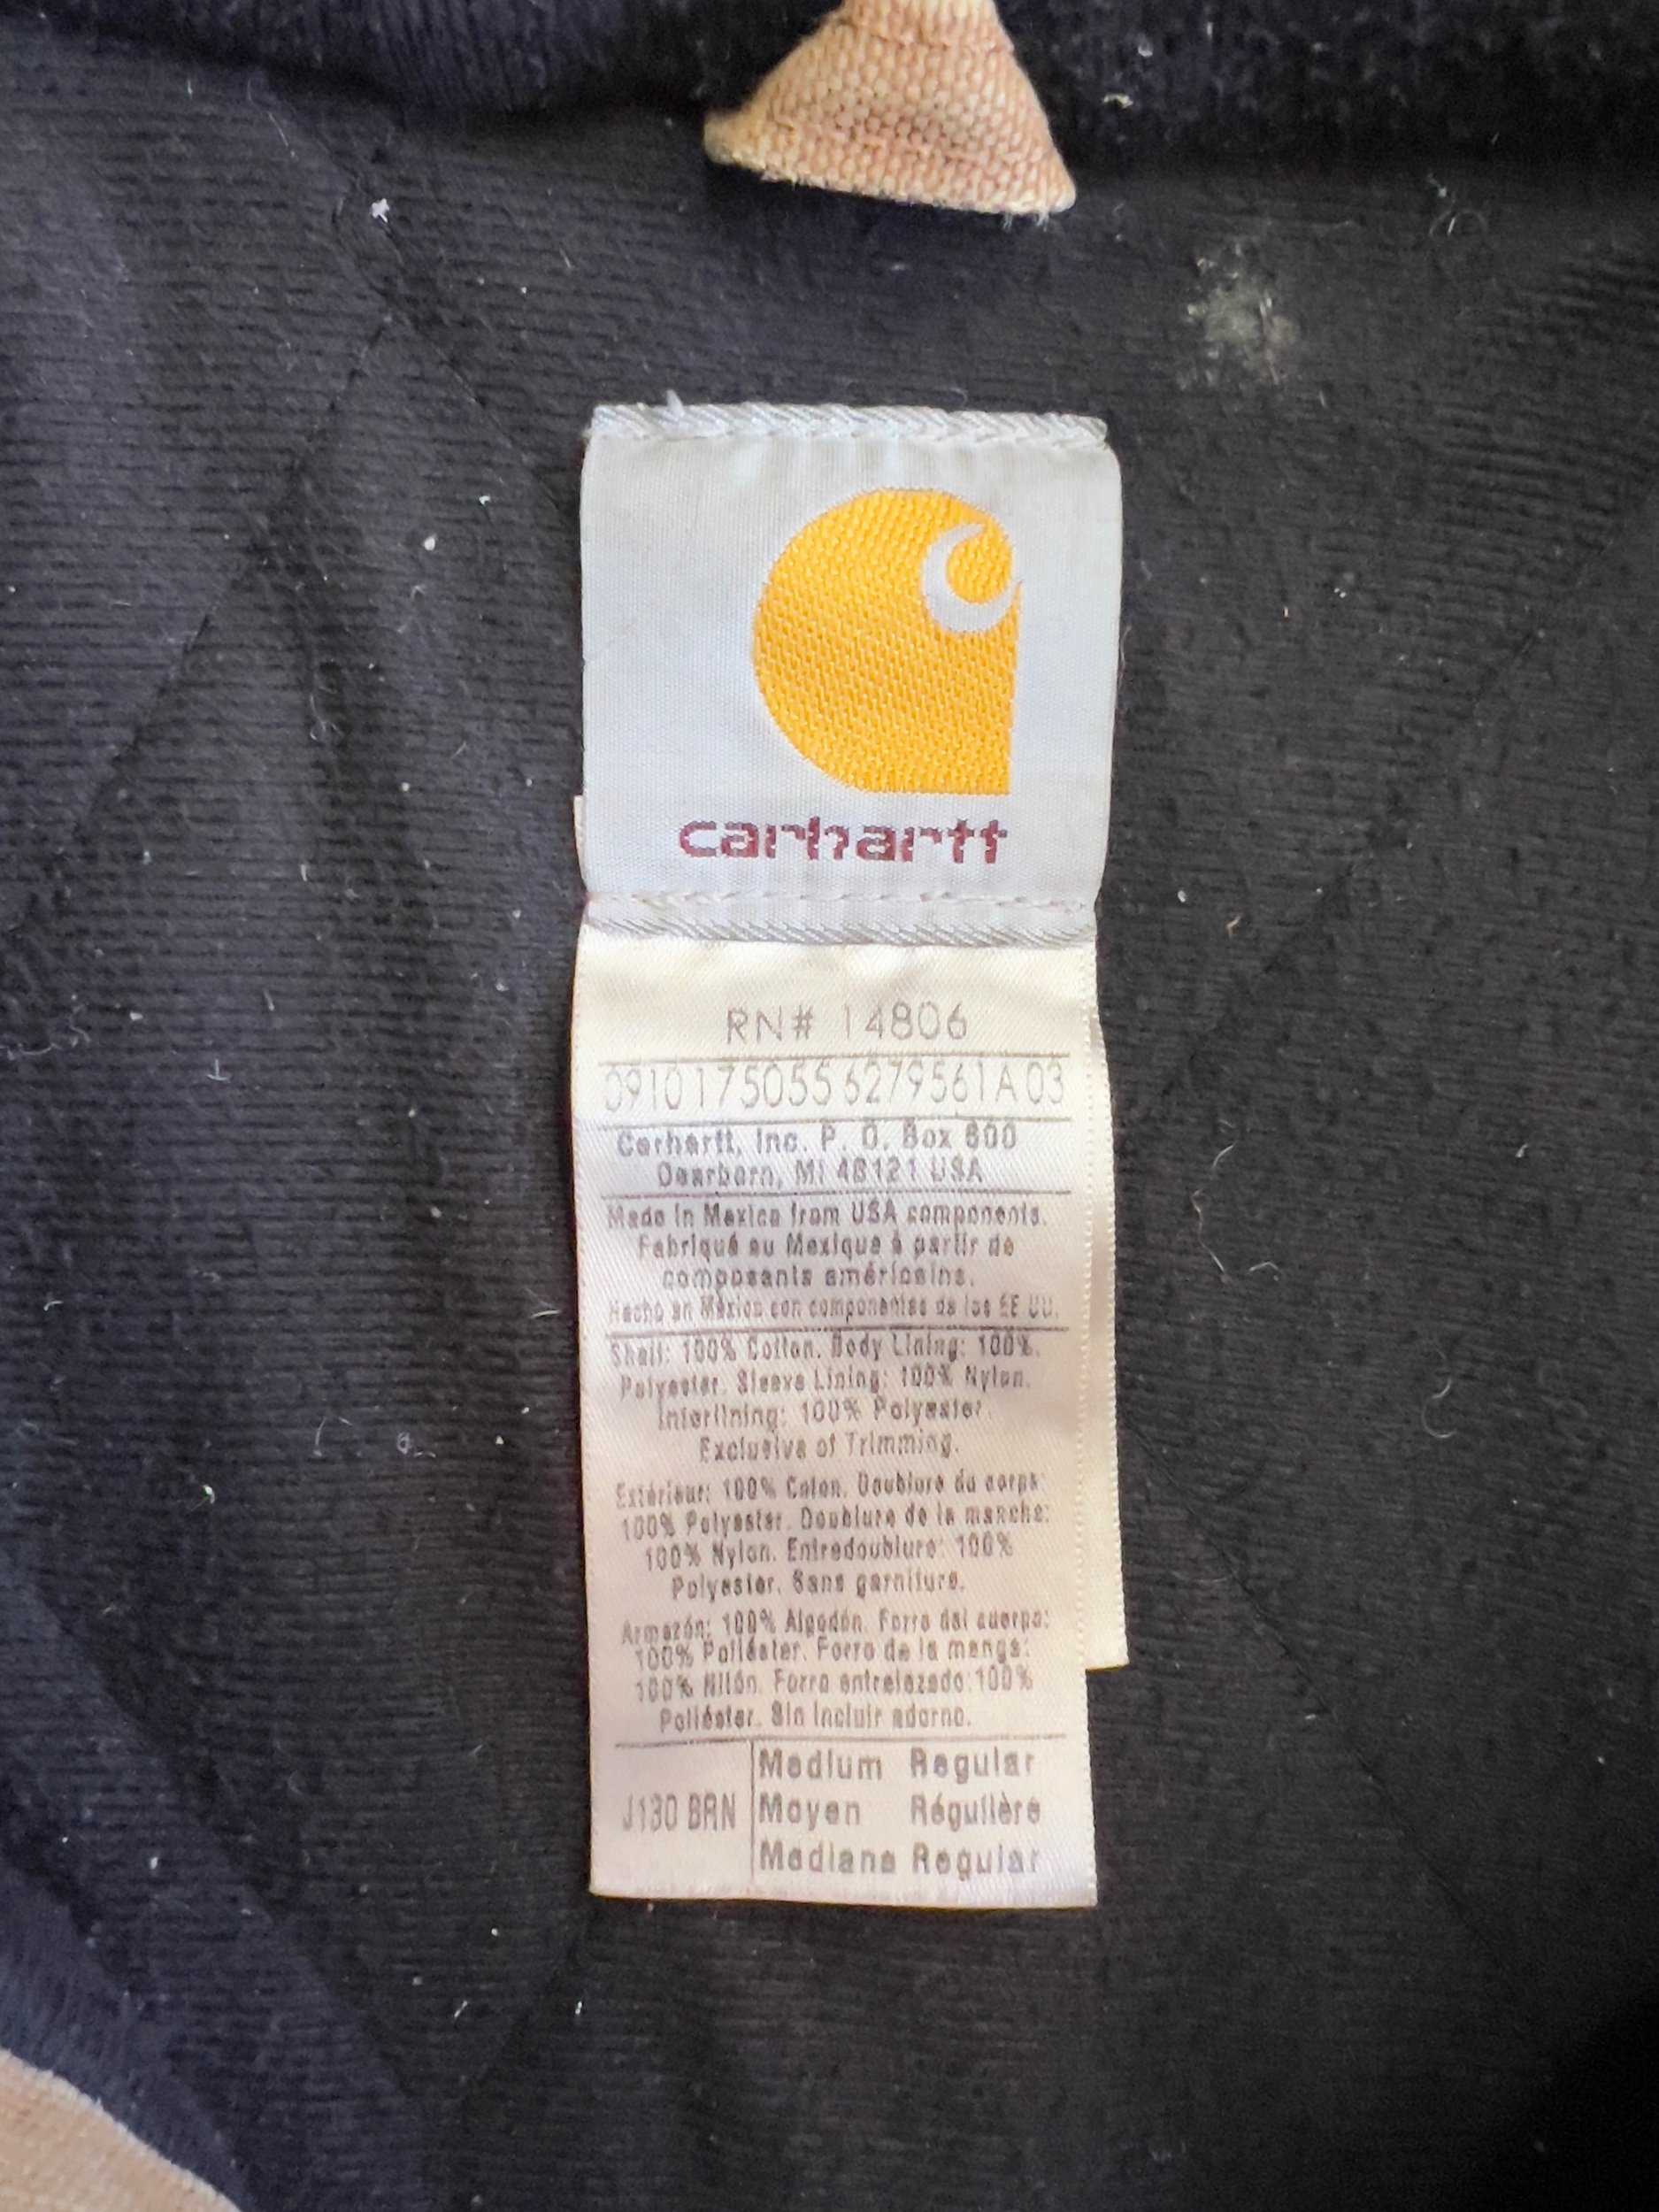 carhartt
RN# 14806
0910175055 6279561A 03
Carhartt, Inc. P. O. Box 600
Dearborn, MI 48121 USA
Made in Mexico from USA components.
Fabriqué au Mexique à partir de
composants américains.
Hecho en México con componentes de los EE UU.
Shell: 100% Cotton. Body Lining: 100%.
Polyester. Sleeve Lining: 100% Nylon.
Interlining: 100% Polyester.
Exclusive of Trimming.
Extérieur: 100% Coton. Doublure du corps:
100% Polyester. Doublure de la manche:
100% Nylon. Entredoublure: 100%
Polyester. Sans garniture.
Armazón: 100% Algodón. Forro del cuerpo:
100% Poliéster. Forro de la manga:
100% Nilón. Forro entrelazado:100%
Poliéster. Sin incluir adorno.
Medium Regular
J130 BRN Moyen Régulière
Mediana Regular